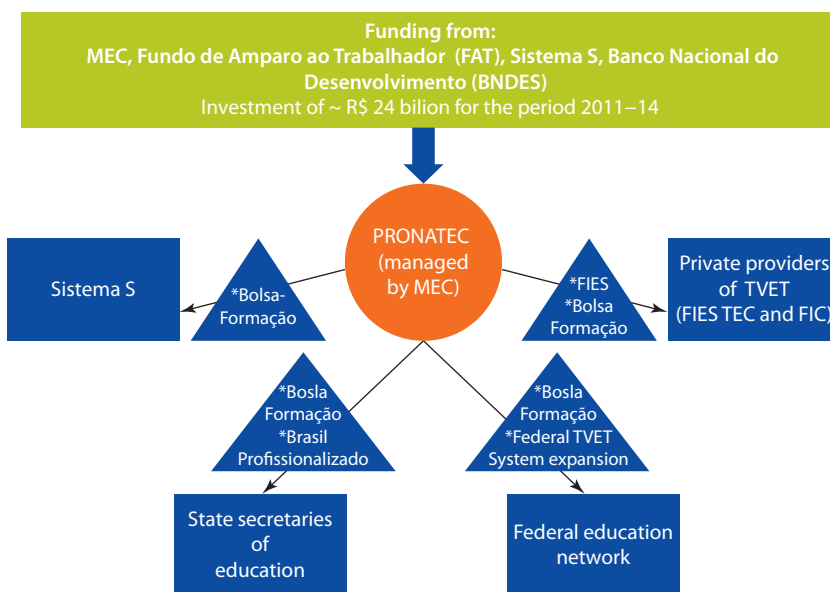 Funding from:
MEC, Fundo de Amparo ao Trabalhador (FAT), Sistema S, Banco Nacional do
Desenvolvimento (BNDES)
Investment of ~ R$ 24 bilion for the period 2011–14
PRONATEC
(managed
by MEC)
Sistema S
*Bolsa-
Formação
*FIES
*Bolsa
Formação
Private providers
of TVET
(FIES TEC and FIC)
*Bosla
Formação
*Brasil
Profissionalizado
*Bosla
Formação
*Federal TVET
System expansion
State secretaries
of
education
Federal education
network